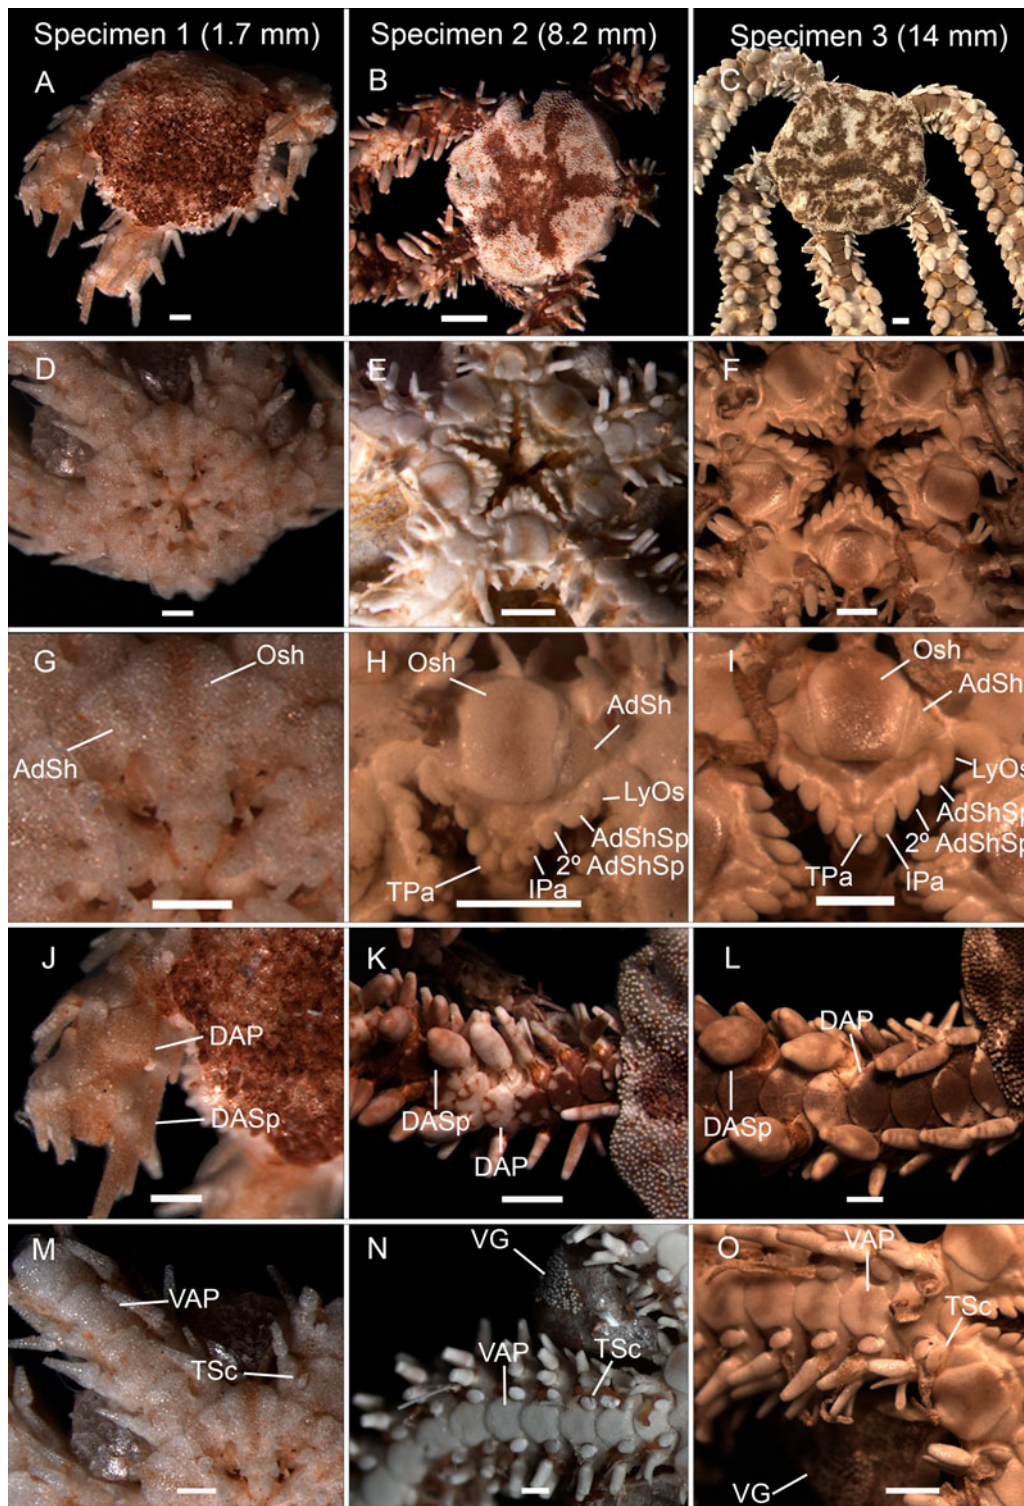 Specimen 1 (1.7 mm)
Specimen 2 (8.2 mm)
Specimen 3 (14 mm)
A
B
C
D
E
F
G
Osh
AdSh
H
Osh
AdSh
LyOs
AdShSp
2º AdShSp
TPa
IPa
I
Osh
AdSh
LyOs
AdShSp
2º AdShSp
TPa
IPa
J
DAP
DASp
K
DASp
DAP
L
DAP
DASp
M
VAP
TSc
N
VG
VAP
TSc
O
VAP
TSc
VG